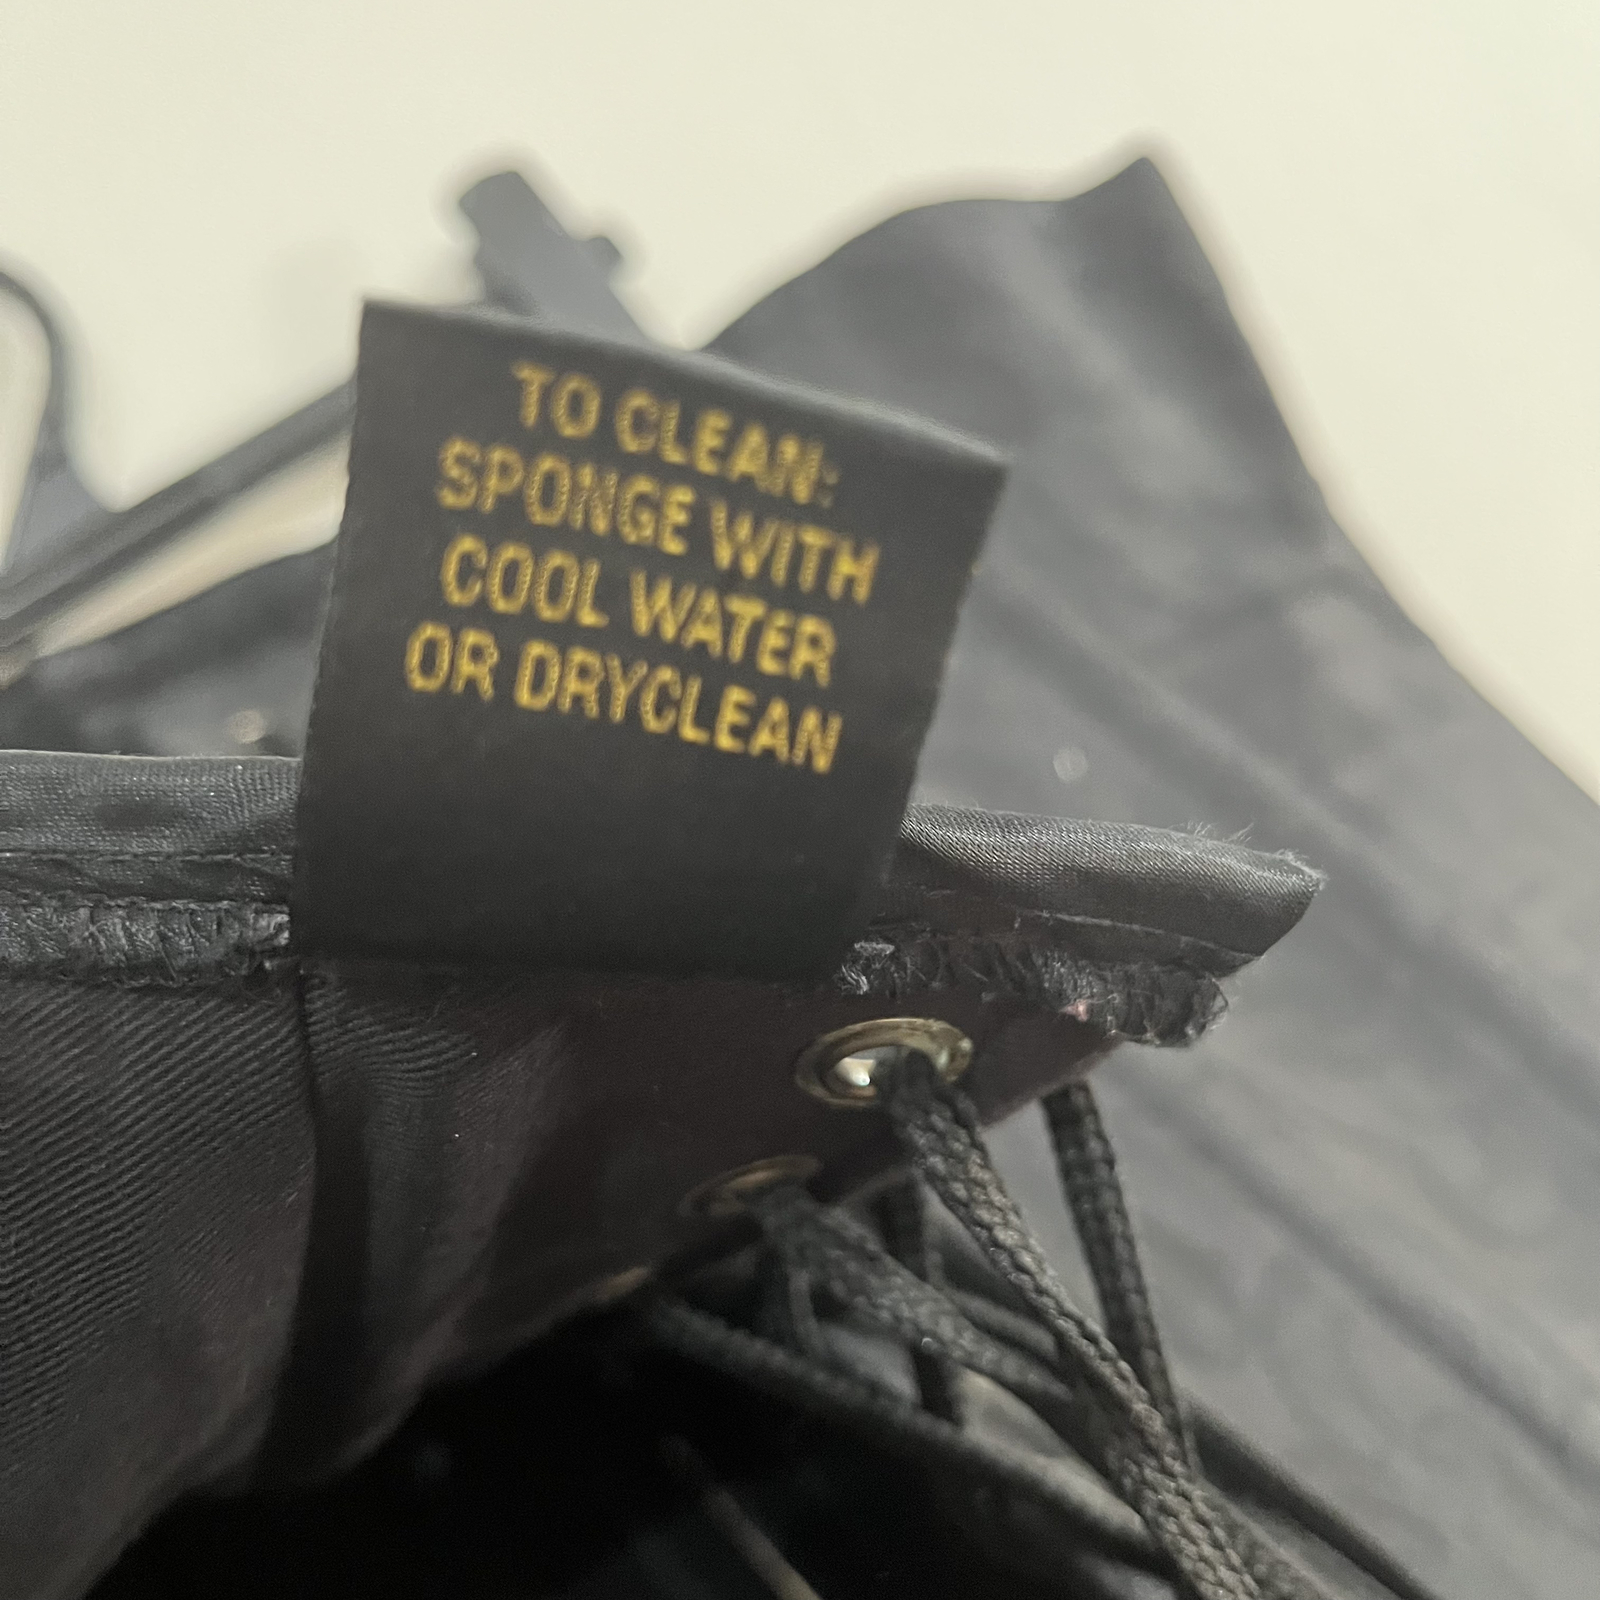 TO CLEAN:
SPONGE WITH
COOL WATER
OR DRYCLEAN